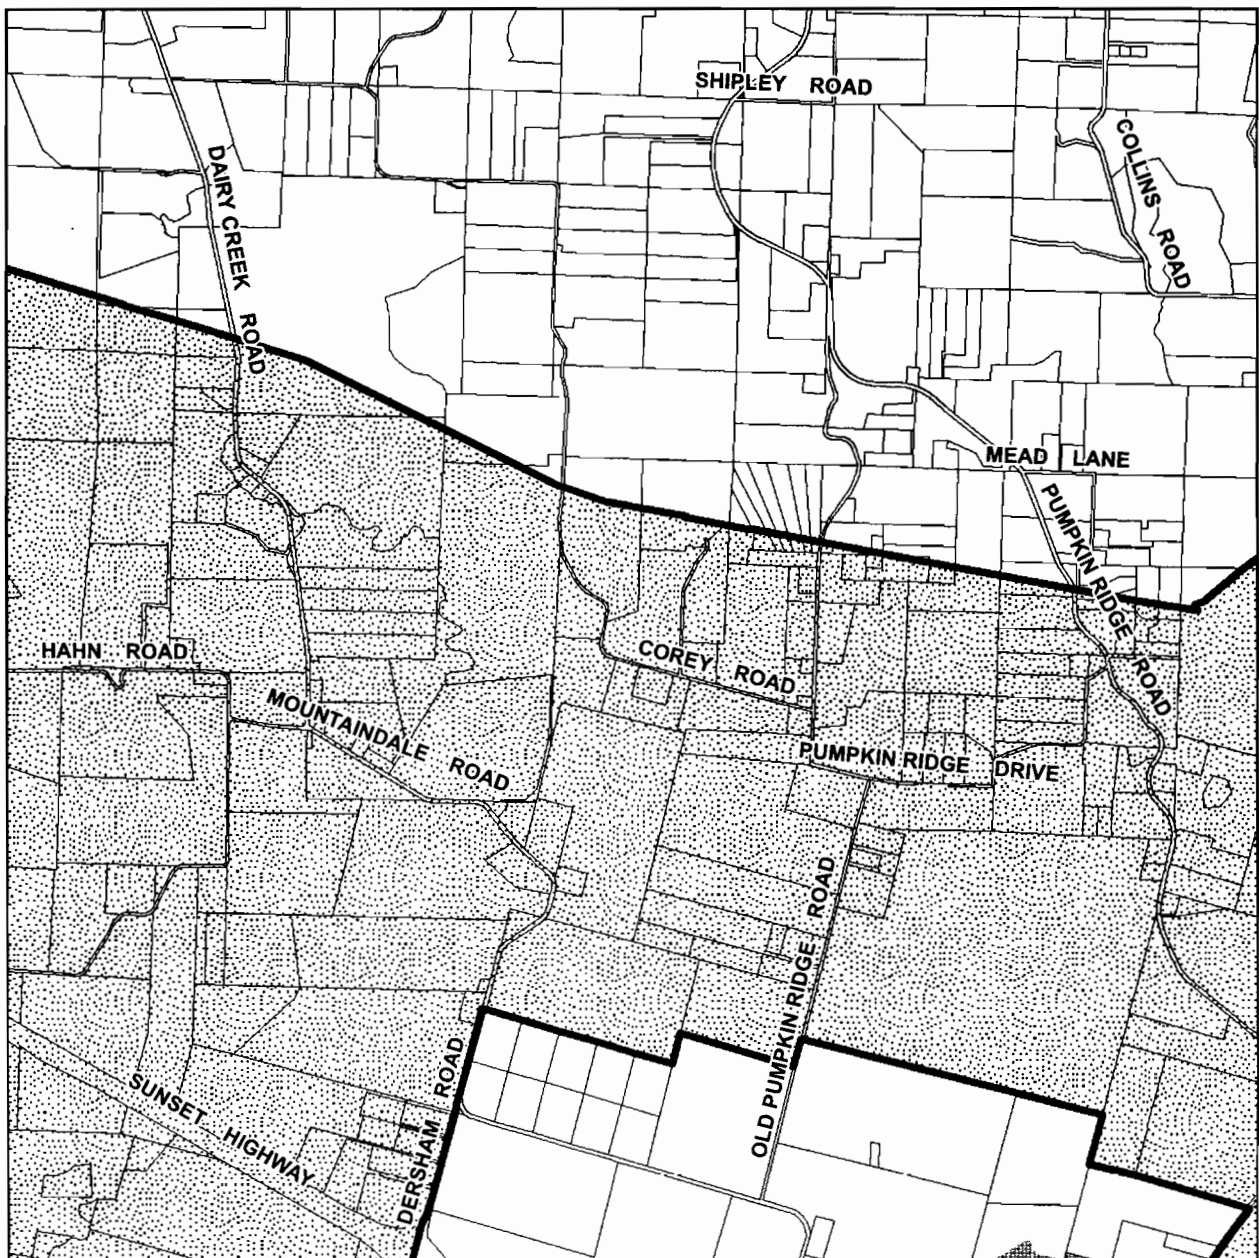 SHIPLEY ROAD
COLLINS ROAD
DAIRY CREEK ROAD
MEAD LANE
PUMPKIN RIDGE ROAD
HAHN ROAD
COREY ROAD
MOUNTAINDALE ROAD
PUMPKIN RIDGE DRIVE
OLD PUMPKIN RIDGE ROAD
SUNSET HIGHWAY
DERSHAM ROAD